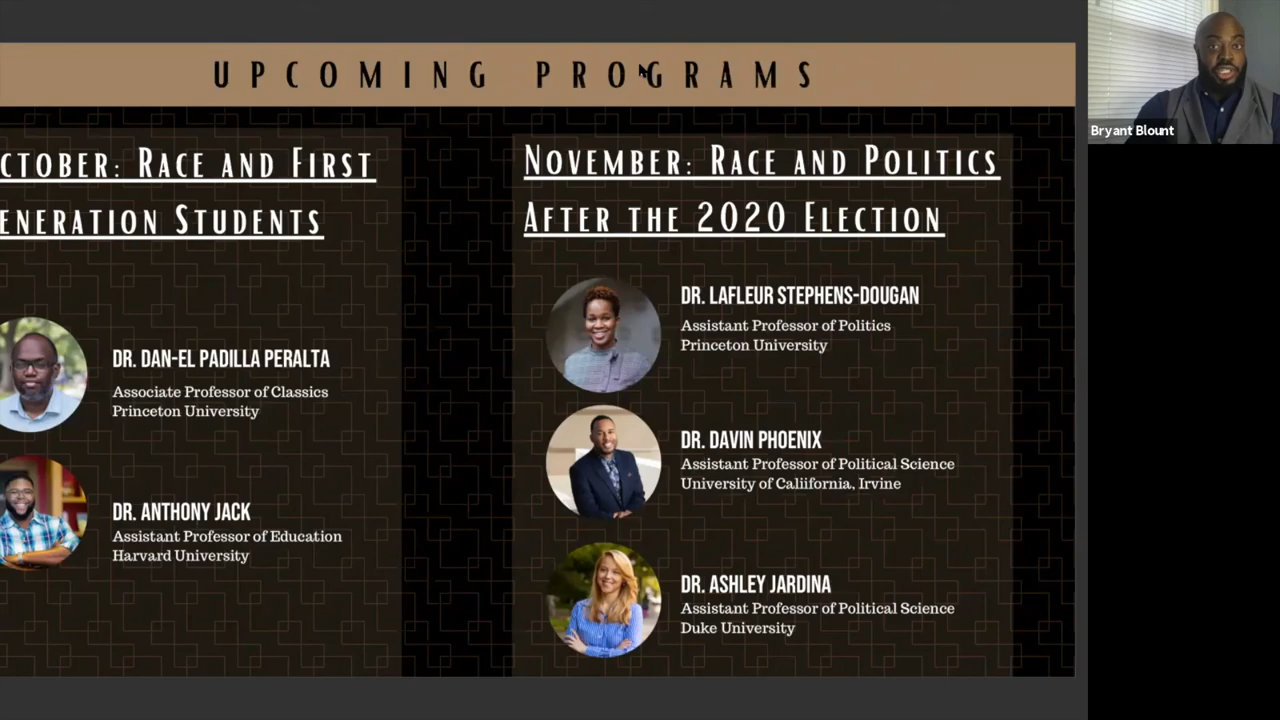 UPCOMING PROGRAMS
Bryant Blount
CTOBER: RACE AND FIRST
ENERATION STUDENTS
DR. DAN-EL PADILLA PERALTA
Associate Professor of Classics
Princeton University
DR. ANTHONY JACK
Assistant Professor of Education
Harvard University
NOVEMBER: RACE AND POLITICS
AFTER THE 2020 ELECTION
DR. LAFLEUR STEPHENS-DOUGAN
Assistant Professor of Politics
Princeton University
DR. DAVIN PHOENIX
Assistant Professor of Political Science
University of Caliifornia, Irvine
DR. ASHLEY JARDINA
Assistant Professor of Political Science
Duke University